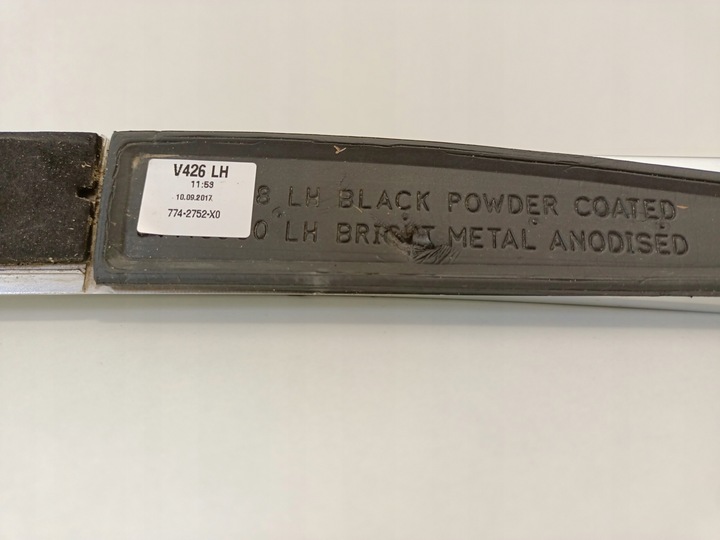 V426 LH
11:53
10.09.2017
774-2752-X0
8 LH BLACK POWDER COATED
0 LH BRIGHT METAL ANODISED